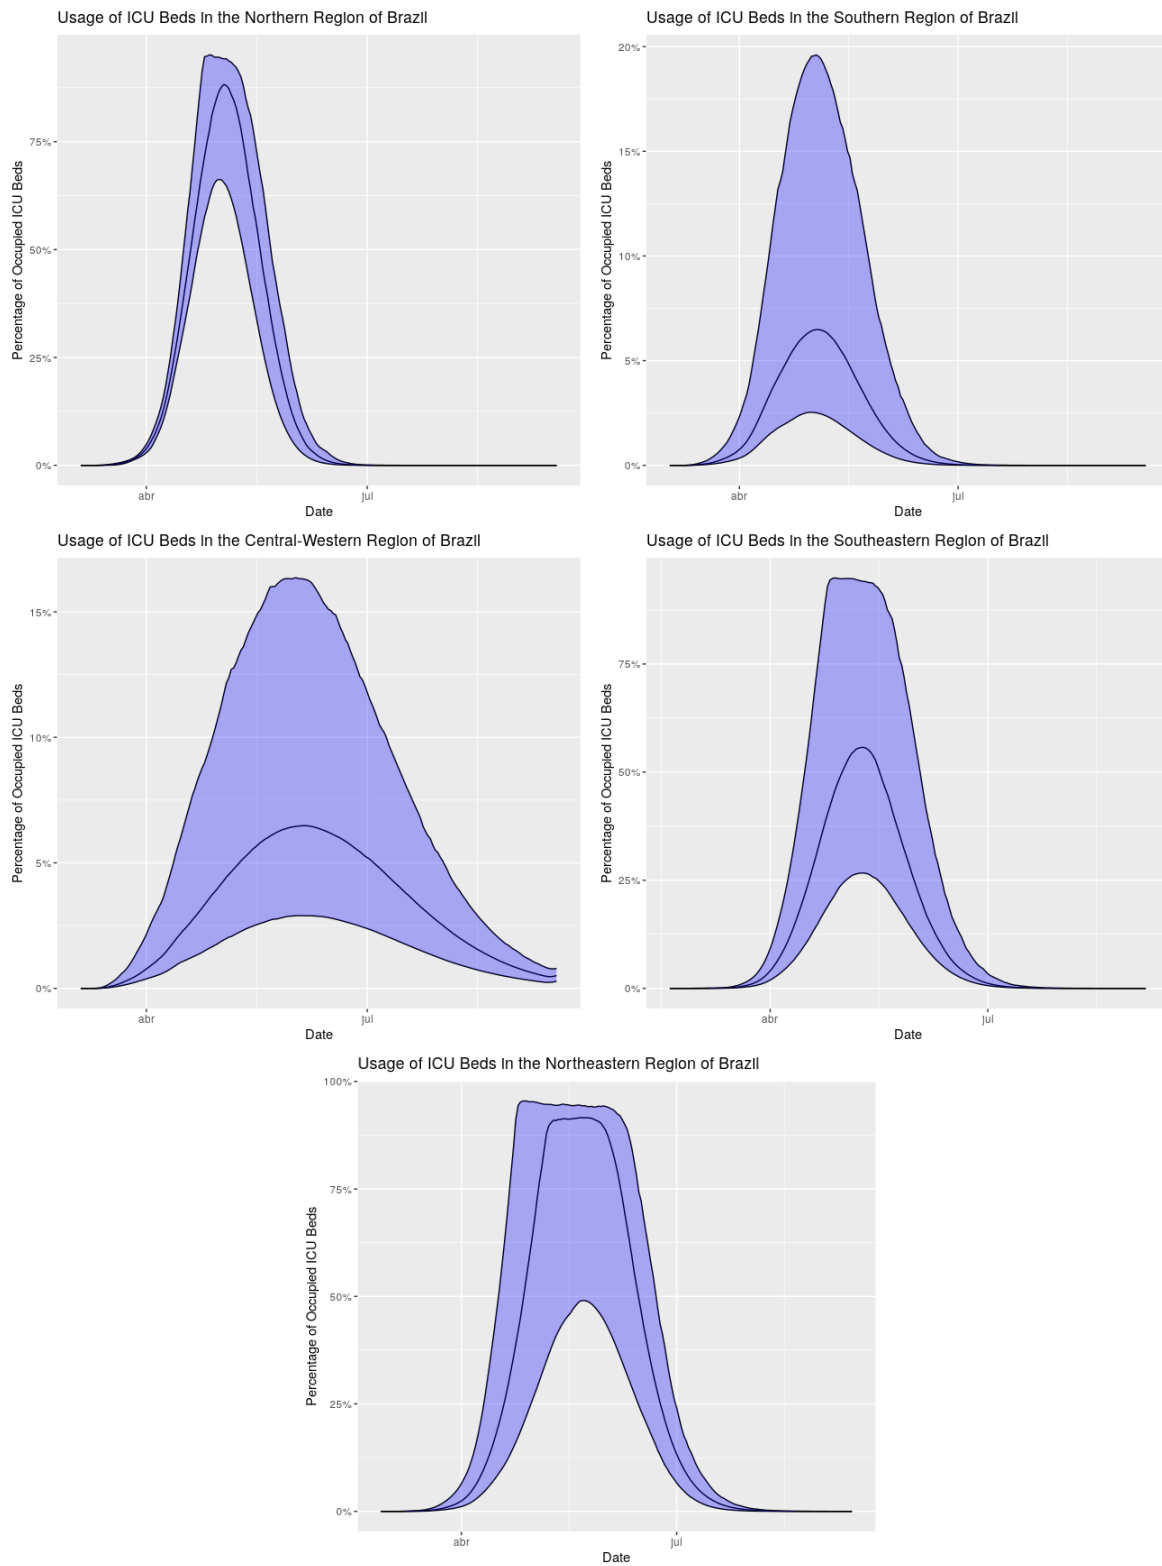 Usage of ICU Beds in the Northern Region of Brazil
Percentage of Occupied ICU Beds
75%
50%
25%
0%
abr
jul
Date
Usage of ICU Beds in the Southern Region of Brazil
Percentage of Occupied ICU Beds
20%
15%
10%
5%
0%
abr
jul
Date
Usage of ICU Beds in the Central-Western Region of Brazil
Percentage of Occupied ICU Beds
15%
10%
5%
0%
abr
jul
Date
Usage of ICU Beds in the Southeastern Region of Brazil
Percentage of Occupied ICU Beds
75%
50%
25%
0%
abr
jul
Date
Usage of ICU Beds in the Northeastern Region of Brazil
Percentage of Occupied ICU Beds
100%
75%
50%
25%
0%
abr
jul
Date